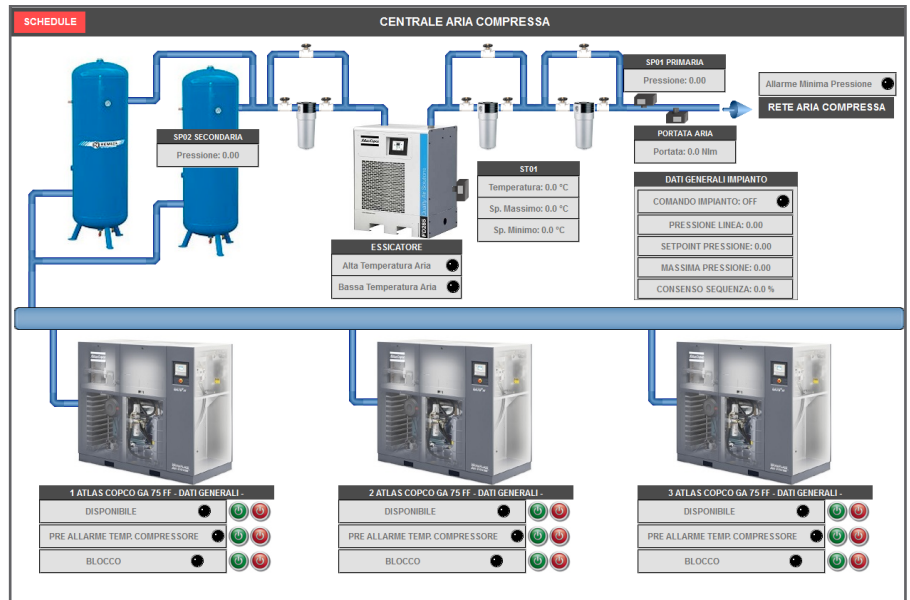 SCHEDULE
CENTRALE ARIA COMPRESSA
SP01 PRIMARIA
Pressione: 0.00
Allarme Minima Pressione
RETE ARIA COMPRESSA
SP02 SECONDARIA
Pressione: 0.00
PORTATA ARIA
Portata: 0.0 Nlm
ST01
Temperatura: 0.0 °C
Sp. Massimo: 0.0 °C
Sp. Minimo: 0.0 °C
DATI GENERALI IMPIANTO
COMANDO IMPIANTO: OFF
PRESSIONE LINEA: 0.00
SETPOINT PRESSIONE: 0.00
MASSIMA PRESSIONE: 0.00
CONSENSO SEQUENZA: 0.0 %
ESSICATORE
Alta Temperatura Aria
Bassa Temperatura Aria
1 ATLAS COPCO GA 75 FF - DATI GENERALI -
DISPONIBILE
PRE ALLARME TEMP. COMPRESSORE
BLOCCO
2 ATLAS COPCO GA 75 FF - DATI GENERALI -
DISPONIBILE
PRE ALLARME TEMP. COMPRESSORE
BLOCCO
3 ATLAS COPCO GA 75 FF - DATI GENERALI -
DISPONIBILE
PRE ALLARME TEMP. COMPRESSORE
BLOCCO